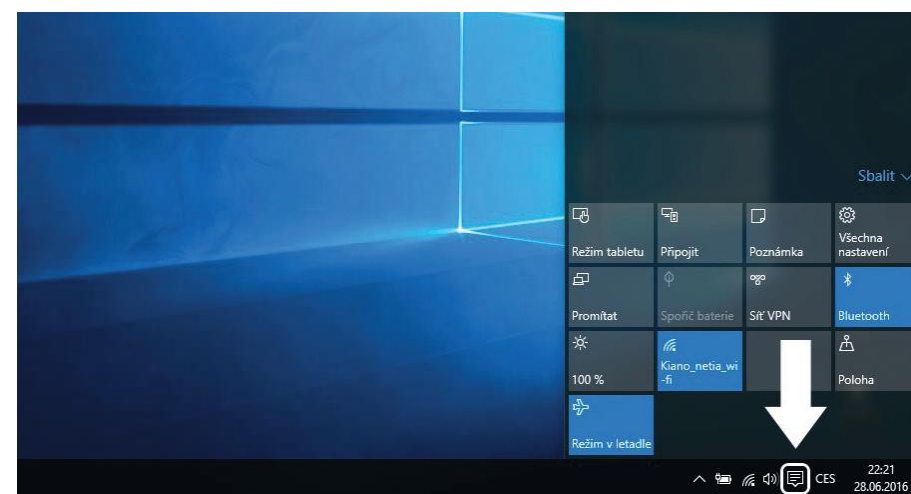 Sbalit
Režim tabletu
Připojit
Poznámka
Všechna
nastavení
Promítat
Spořič baterie
Síť VPN
Bluetooth
100 %
Kiano_netia_wi
-fi
Poloha
Režim v letadle
CES
22:21
28.06.2016